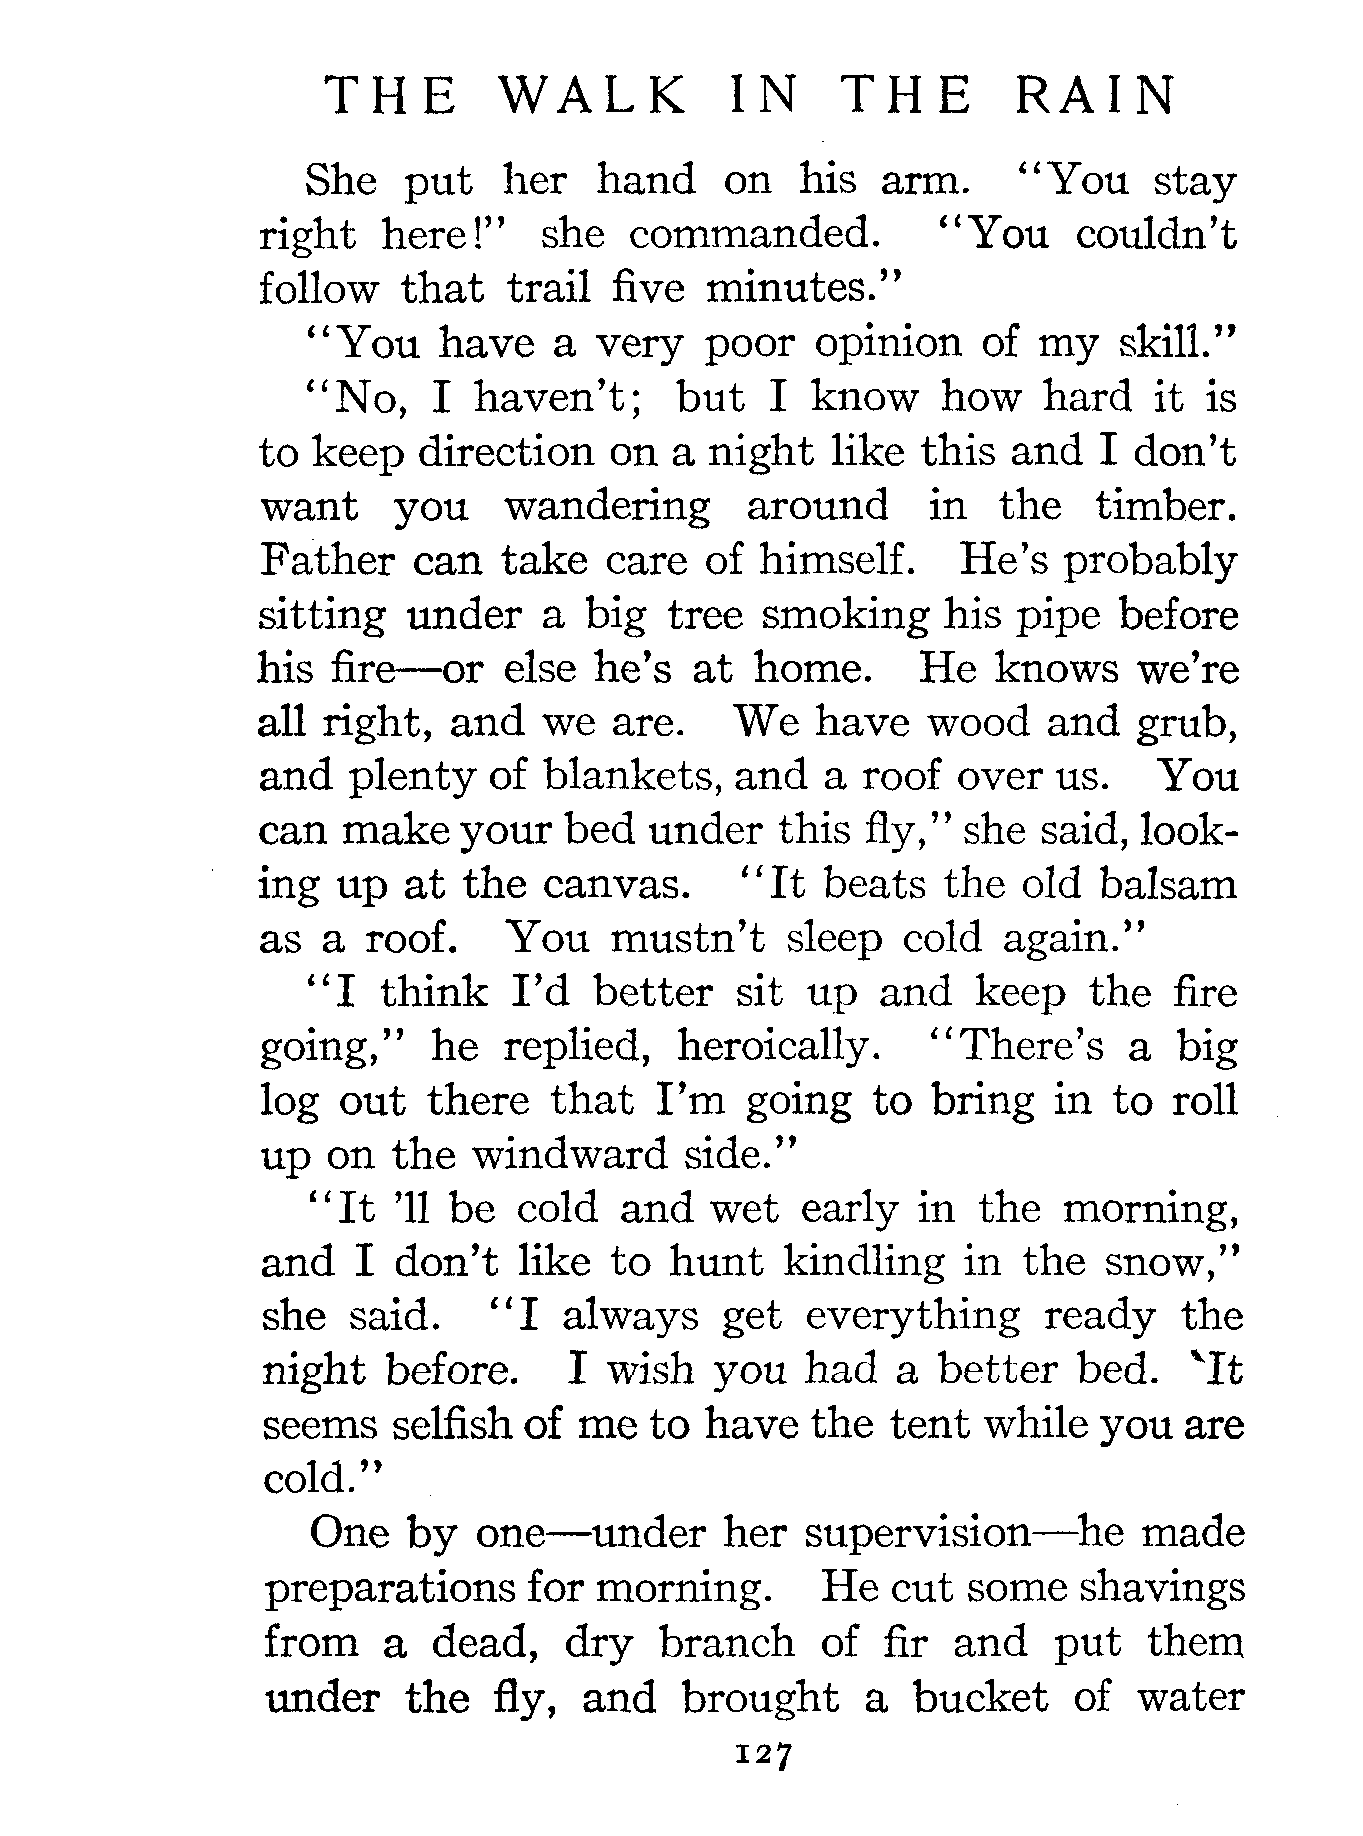 THE WALK IN THE RAIN
She put her hand on his arm. “You stay
right here!” she commanded. “You couldn’t
follow that trail five minutes.”
“You have a very poor opinion of my skill.”
“No, I haven’t; but I know how hard it is
to keep direction on a night like this and I don’t
want you wandering around in the timber.
Father can take care of himself. He’s probably
sitting under a big tree smoking his pipe before
his fire—or else he’s at home. He knows we’re
all right, and we are. We have wood and grub,
and plenty of blankets, and a roof over us. You
can make your bed under this fly,” she said, look-
ing up at the canvas. “It beats the old balsam
as a roof. You mustn’t sleep cold again.”
“I think I’d better sit up and keep the fire
going,” he replied, heroically. “There’s a big
log out there that I’m going to bring in to roll
up on the windward side.”
“It ’ll be cold and wet early in the morning,
and I don’t like to hunt kindling in the snow,”
she said. “I always get everything ready the
night before. I wish you had a better bed. ‵It
seems selfish of me to have the tent while you are
cold.”
One by one—under her supervision—he made
preparations for morning. He cut some shavings
from a dead, dry branch of fir and put them
under the fly, and brought a bucket of water
127